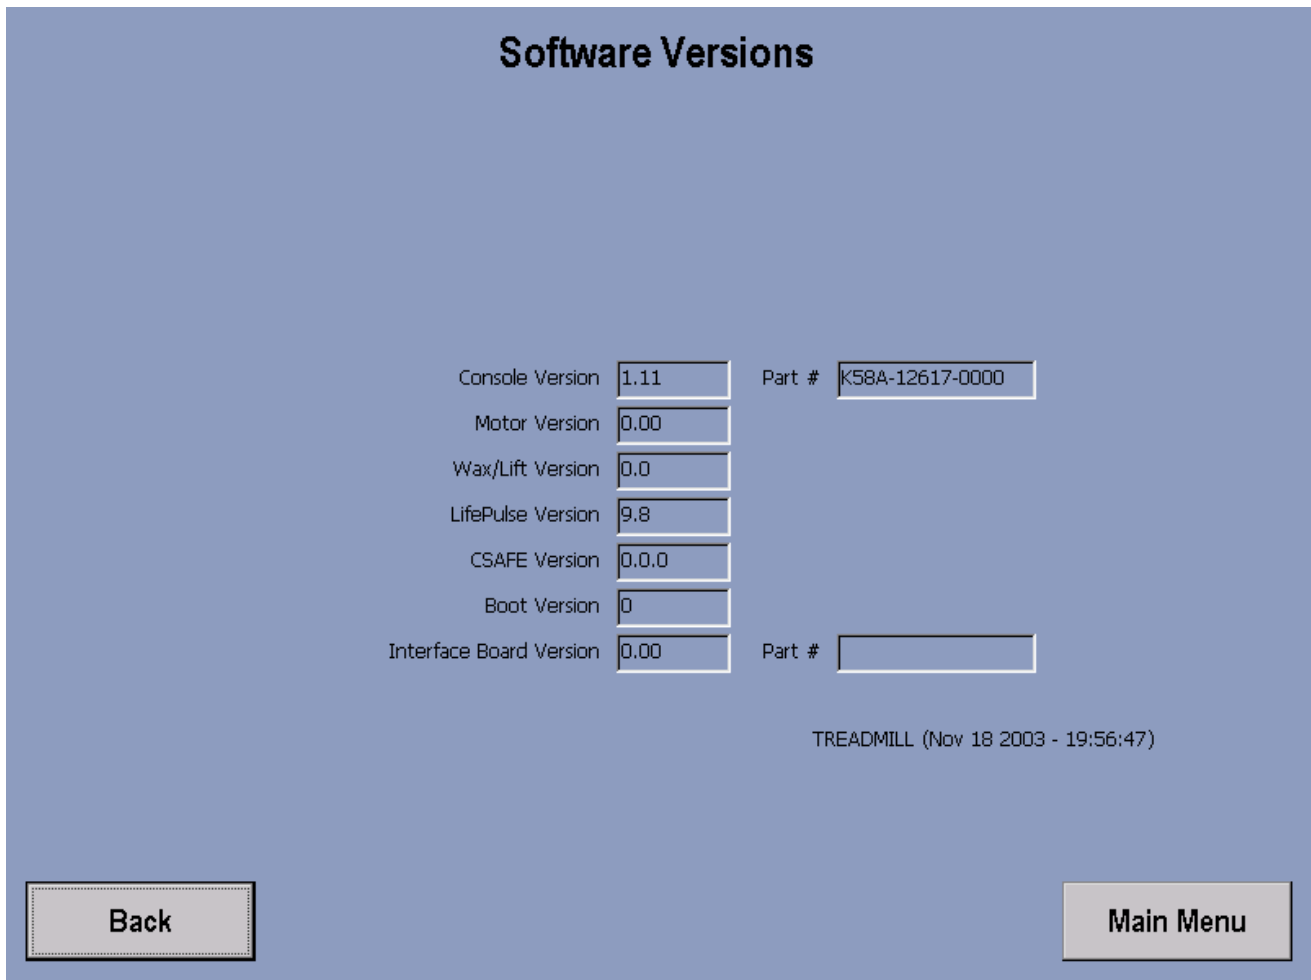 Software Versions
Console Version 1.11 Part # K58A-12617-0000
Motor Version 0.00
Wax/Lift Version 0.0
LifePulse Version 9.8
CSAFE Version 0.0.0
Boot Version 0
Interface Board Version 0.00 Part #
TREADMILL (Nov 18 2003 - 19:56:47)
Back Main Menu